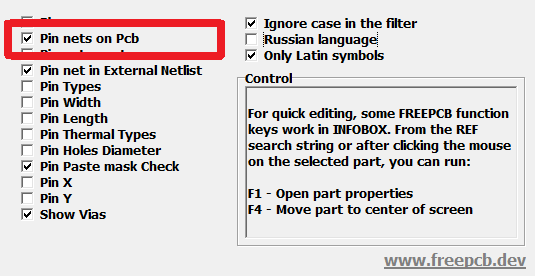 Pin nets on Pcb
Pin net in External Netlist
Pin Types
Pin Width
Pin Length
Pin Thermal Types
Pin Holes Diameter
Pin Paste mask Check
Pin X
Pin Y
Show Vias
Ignore case in the filter
Russian language
Only Latin symbols
Control
For quick editing, some FREEPCB function
keys work in INFOBOX. From the REF
search string or after clicking the mouse
on the selected part, you can run:
F1 - Open part properties
F4 - Move part to center of screen
www.freepcb.dev